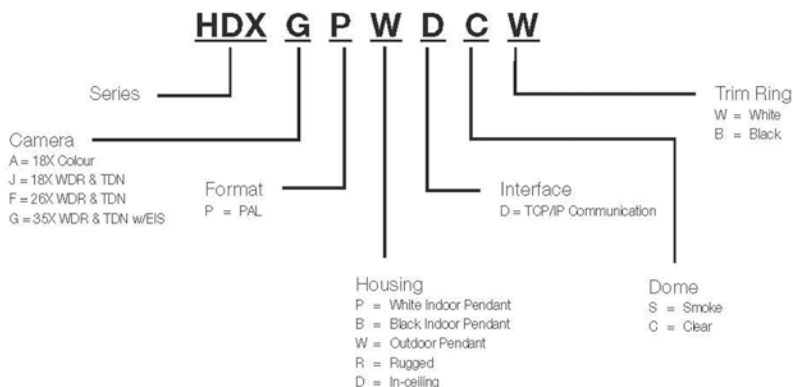 HDX G P W D C W
Series
Trim Ring
W = White
B = Black
Camera
A = 18X Colour
J = 18X WDR & TDN
F = 26X WDR & TDN
G = 35X WDR & TDN w/EIS
Format
P = PAL
Interface
D = TCP/IP Communication
Housing
P = White Indoor Pendant
B = Black Indoor Pendant
W = Outdoor Pendant
R = Rugged
D = In-ceiling
Dome
S = Smoke
C = Clear